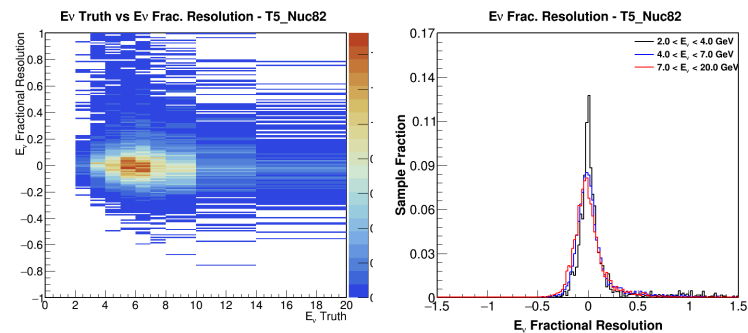 Eν Truth vs Eν Frac. Resolution - T5_Nuc82
Eν Fractional Resolution
1
0.8
0.6
0.4
0.2
0
−0.2
−0.4
−0.6
−0.8
−1
0 2 4 6 8 10 12 14 16 18 20
Eν Truth
Eν Frac. Resolution - T5_Nuc82
2.0 < Eν < 4.0 GeV
4.0 < Eν < 7.0 GeV
7.0 < Eν < 20.0 GeV
Sample Fraction
0.17
0.14
0.11
0.09
0.06
0.03
0
−1.5 −1 −0.5 0 0.5 1 1.5
Eν Fractional Resolution